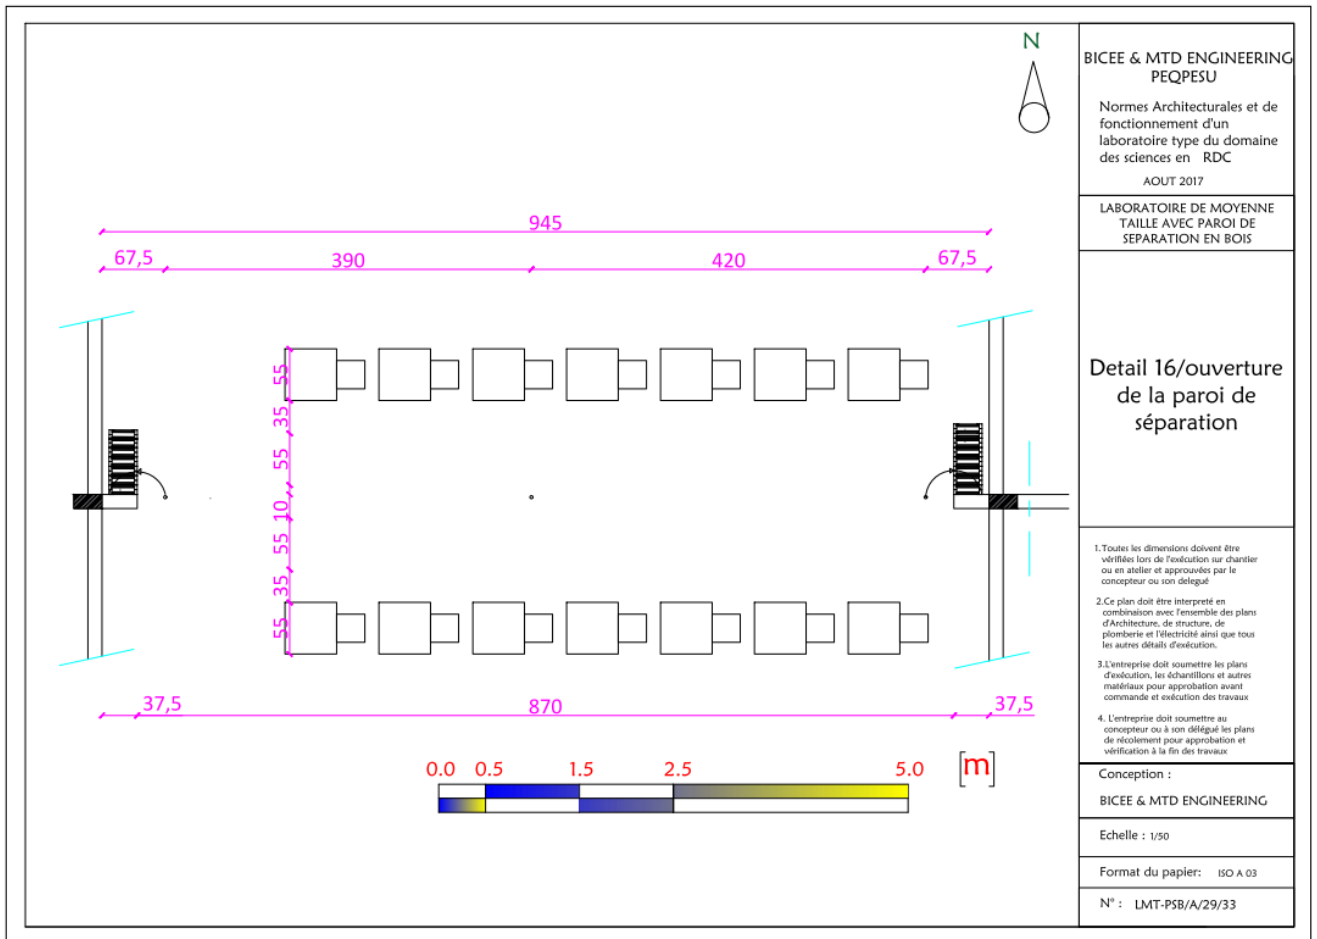 N
945
67,5
390
420
67,5
55
35
55
10
55
35
55
37,5
870
37,5
0.0 0.5 1.5 2.5 5.0 [m]
BICEE & MTD ENGINEERING
PEQPESU
Normes Architecturales et de
fonctionnement d'un
laboratoire type du domaine
des sciences en RDC
AOUT 2017
LABORATOIRE DE MOYENNE
TAILLE AVEC PAROI DE
SEPARATION EN BOIS
Detail 16/ouverture
de la paroi de
séparation
1.Toutes les dimensions doivent être
vérifiées lors de l'exécution sur chantier
ou en atelier et approuvées par le
concepteur ou son delegué
2.Ce plan doit être interpreté en
combinaison avec l'ensemble des plans
d'Architecture, de structure, de
plomberie et l'électricité ainsi que tous
les autres détails d'exécution.
3.L'entreprise doit soumettre les plans
d'exécution, les échantillons et autres
matériaux pour approbation avant
commande et exécution des travaux
4. L'entreprise doit soumettre au
concepteur ou à son délégué les plans
de récolement pour approbation et
vérification à la fin des travaux
Conception :
BICEE & MTD ENGINEERING
Echelle : 1/50
Format du papier: ISO A 03
N° : LMT-PSB/A/29/33